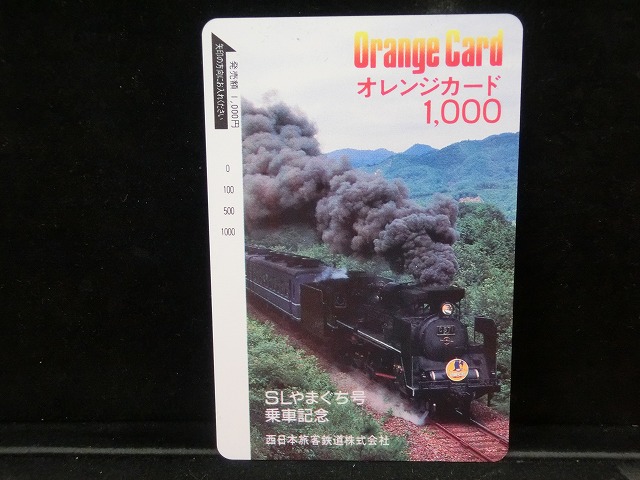 Orange Card
オレンジカード
1,000
矢印の方向にお入れください
発売額 1,000円
0
100
500
1000
SLやまぐち号
乗車記念
西日本旅客鉄道株式会社